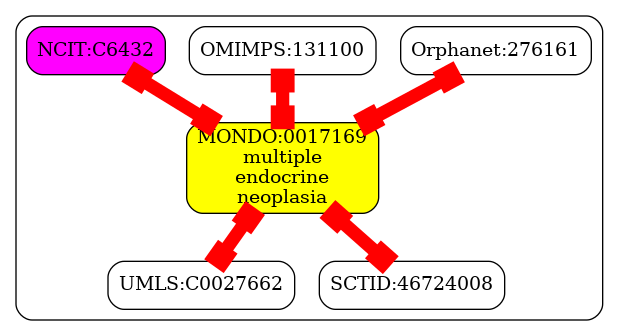 NCIT:C6432
OMIMPS:131100
Orphanet:276161
MONDO:0017169
multiple
endocrine
neoplasia
UMLS:C0027662
SCTID:46724008